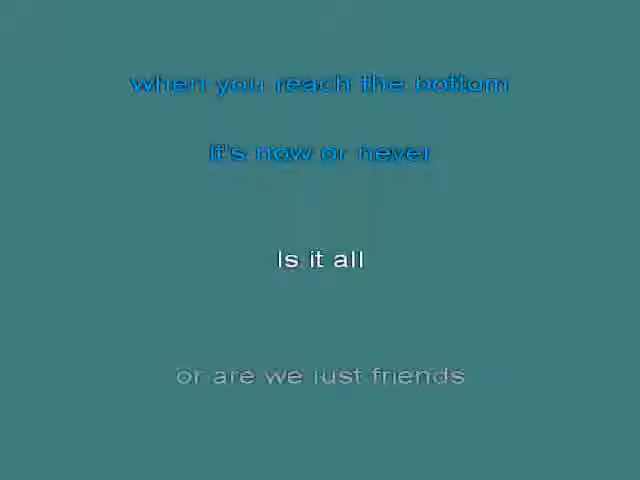 when you reach the bottom
It's now or never
Is it all
or are we just friends